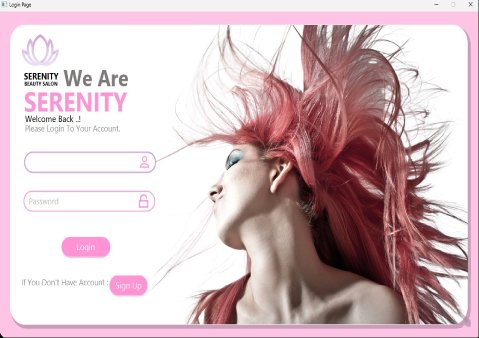 Login Page
SERENITY
BEAUTY SALON
We Are
SERENITY
Welcome Back ..!
Please Login To Your Account.
Password
Login
If You Don't Have Account :
Sign Up